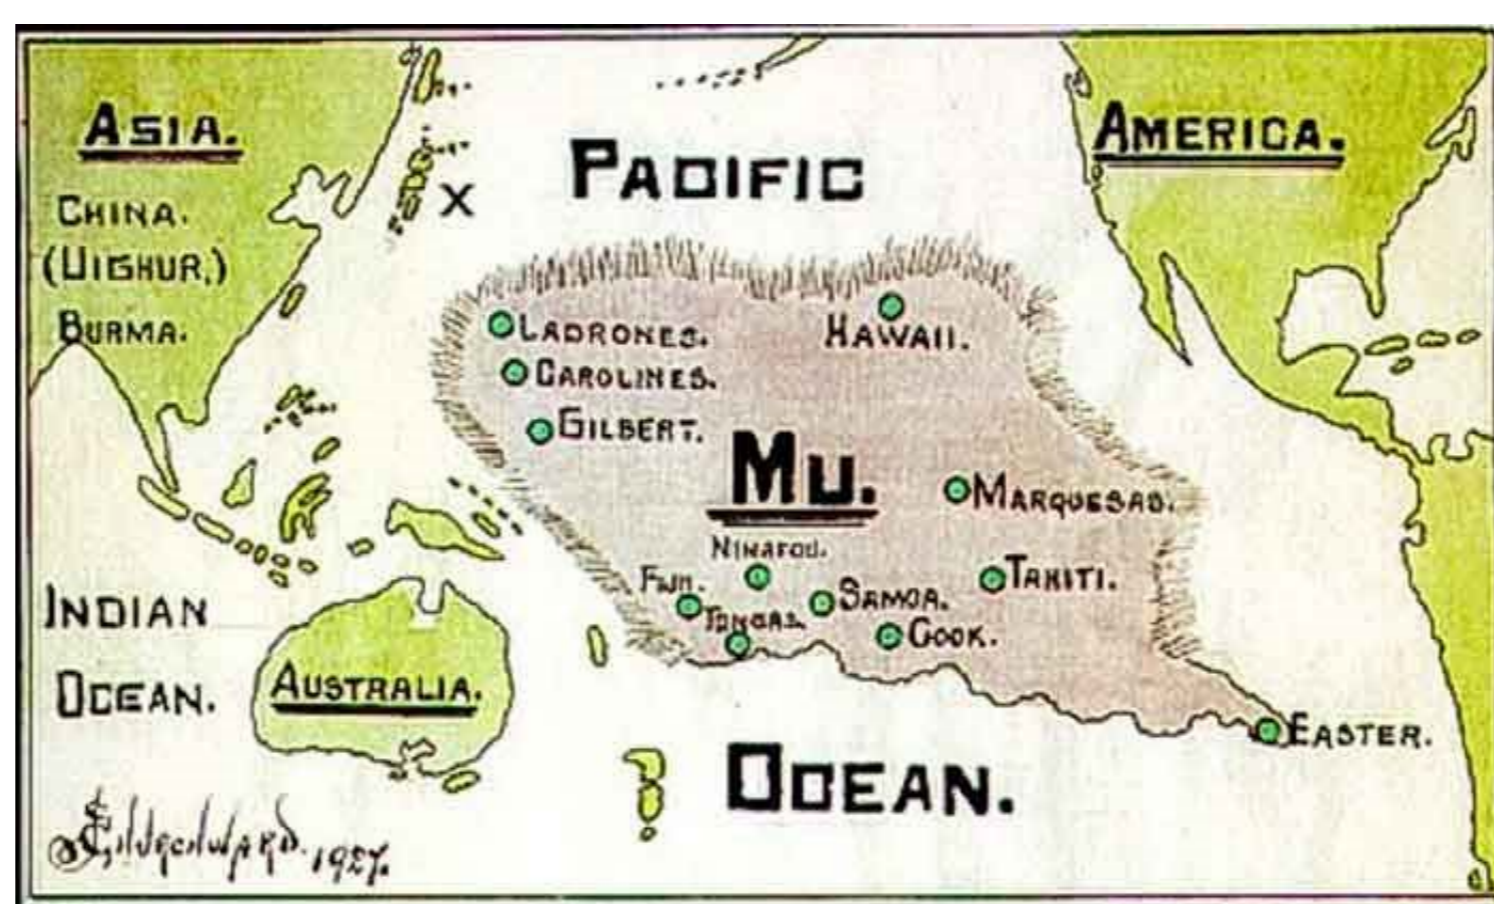 ASIA.
CHINA.
(UIGHUR,)
BURMA.
PACIFIC
X
AMERICA.
LADRONES.
HAWAII.
CAROLINES.
GILBERT.
MU.
MARQUESAS.
NINAFOU.
FIJI.
TAHITI.
SAMOA.
TONGAS.
COOK.
INDIAN
OCEAN.
AUSTRALIA.
EASTER.
OCEAN.
1927.